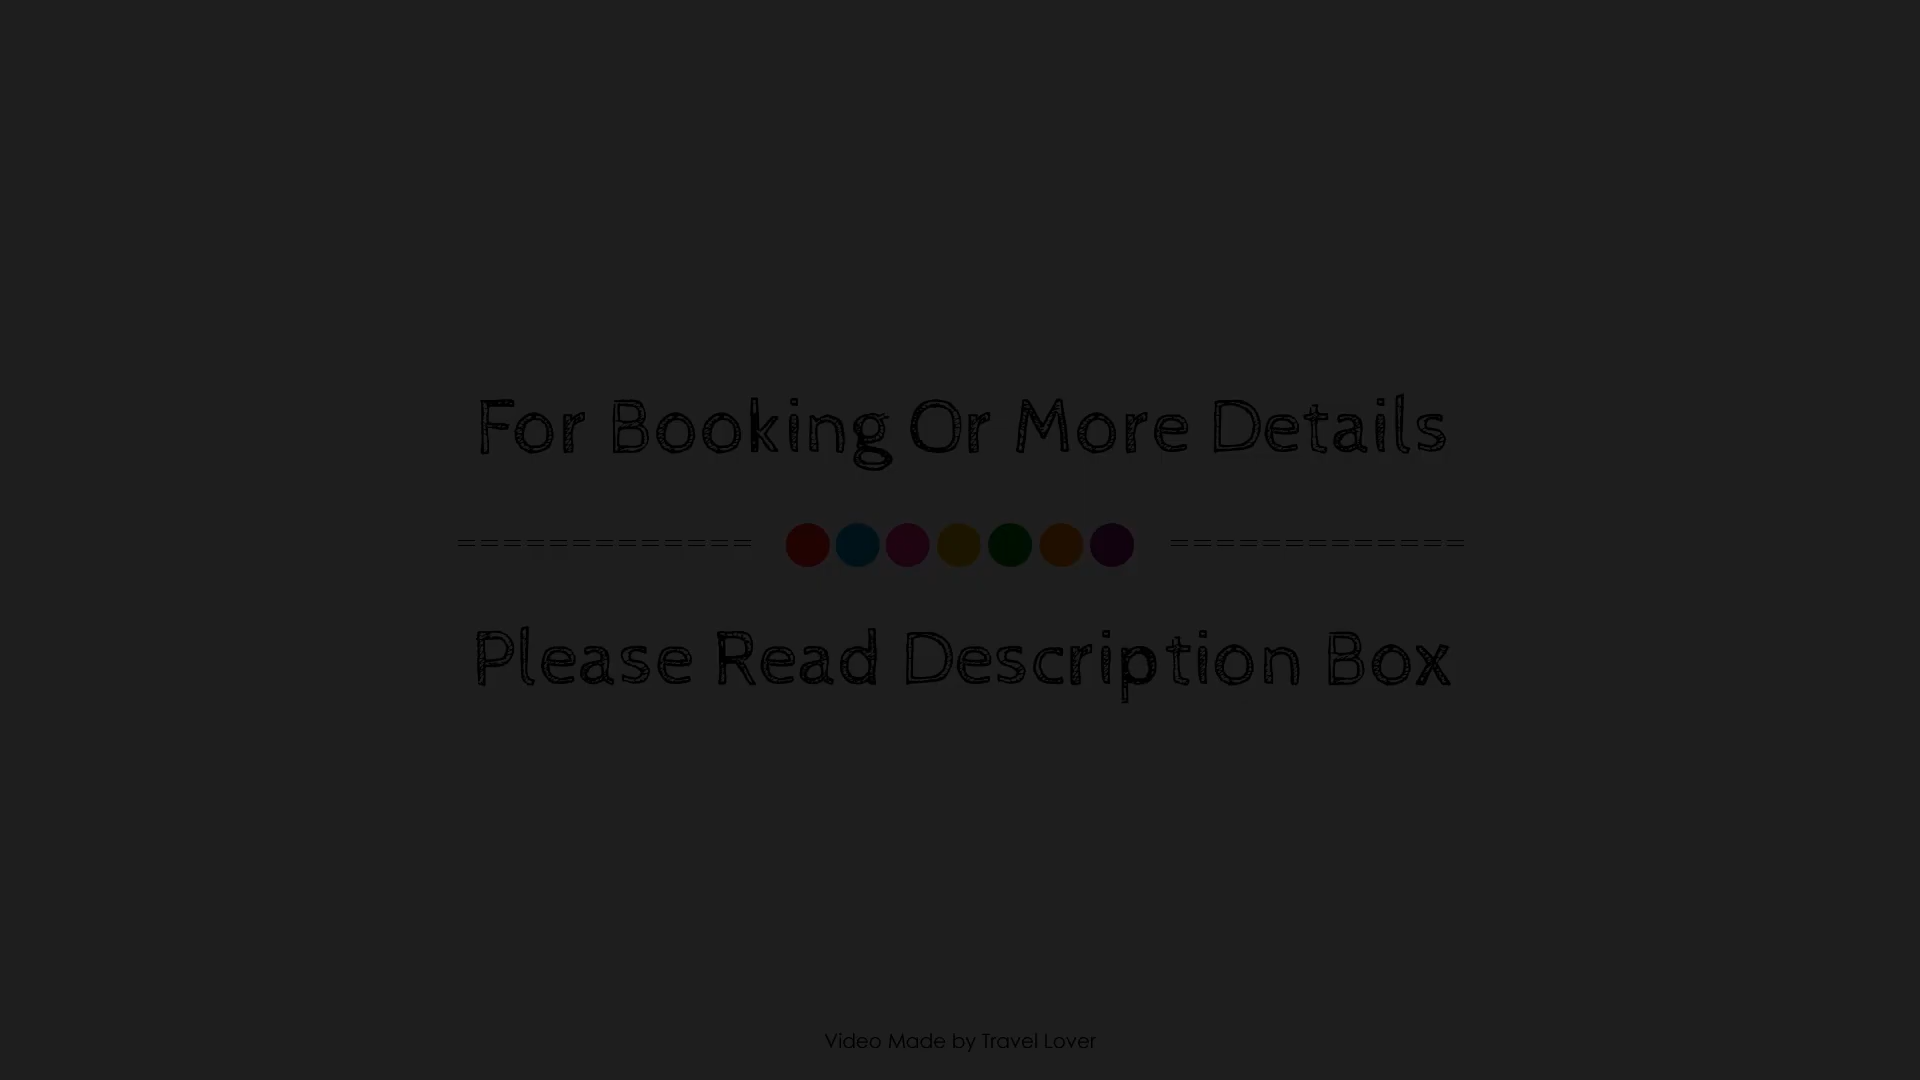 For Booking Or More Details
============= =============
Please Read Description Box
Video Made by Travel Lover